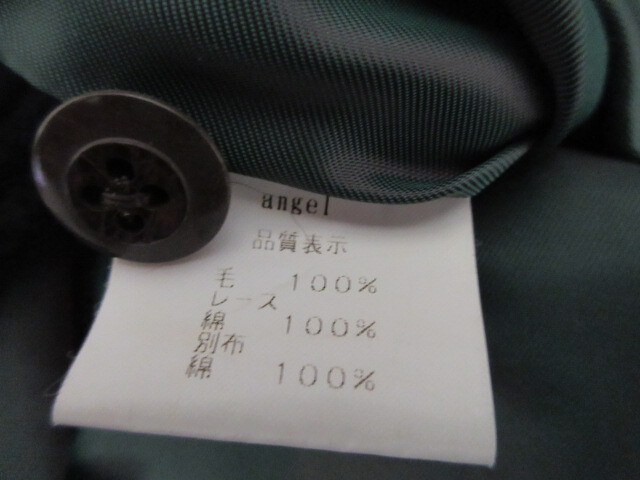 angel
品質表示
毛 100%
レース
綿 100%
別布
綿 100%